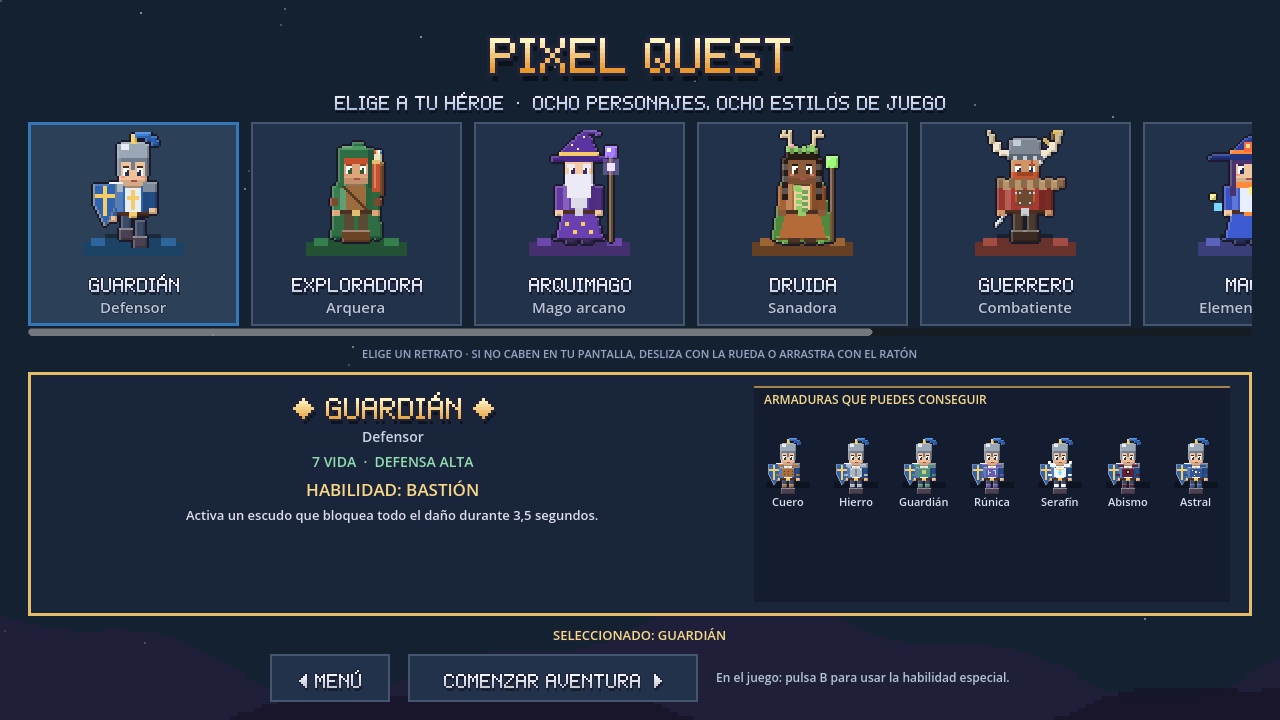 PIXEL QUEST
ELIGE A TU HÉROE · OCHO PERSONAJES, OCHO ESTILOS DE JUEGO
GUARDIÁN
Defensor
EXPLORADORA
Arquera
ARQUIMAGO
Mago arcano
DRUIDA
Sanadora
GUERRERO
Combatiente
ELIGE UN RETRATO · SI NO CABEN EN TU PANTALLA, DESLIZA CON LA RUEDA O ARRASTRA CON EL RATÓN
GUARDIÁN
Defensor
7 VIDA · DEFENSA ALTA
HABILIDAD: BASTIÓN
Activa un escudo que bloquea todo el daño durante 3,5 segundos.
ARMADURAS QUE PUEDES CONSEGUIR
Cuero Hierro Guardián Rúnica Serafín Abismo Astral
SELECCIONADO: GUARDIÁN
MENÚ
COMENZAR AVENTURA
En el juego: pulsa B para usar la habilidad especial.